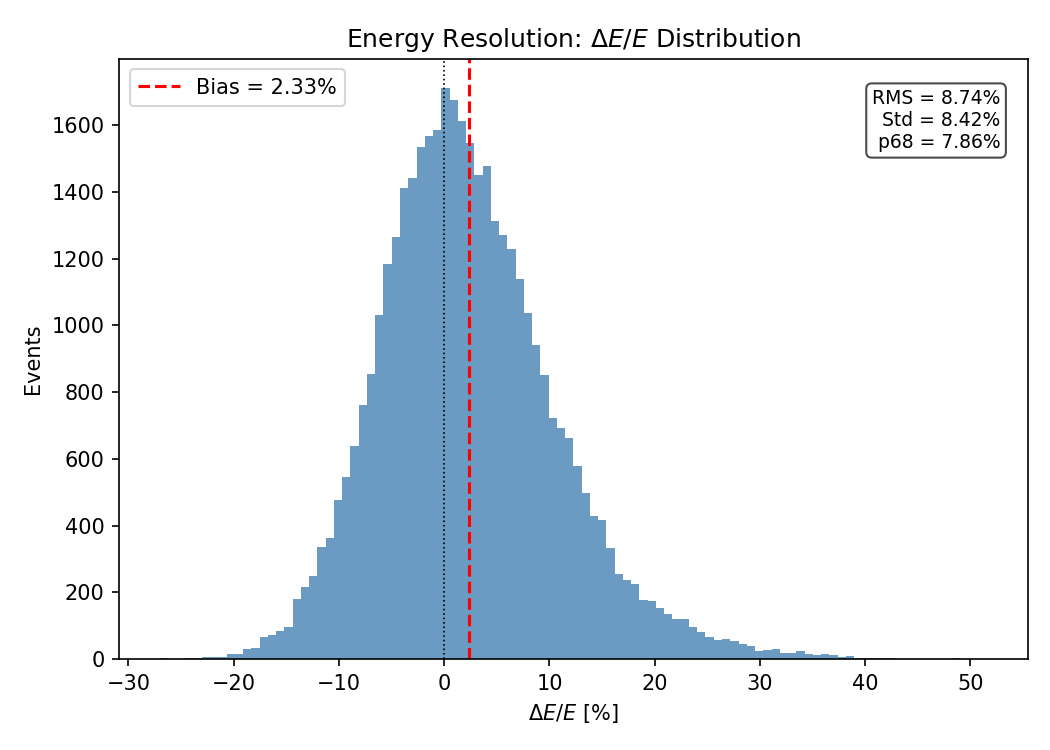 Energy Resolution: ΔE/E Distribution
Bias = 2.33%
RMS = 8.74%
Std = 8.42%
p68 = 7.86%
Events
1600
1400
1200
1000
800
600
400
200
0
−30 −20 −10 0 10 20 30 40 50
ΔE/E [%]